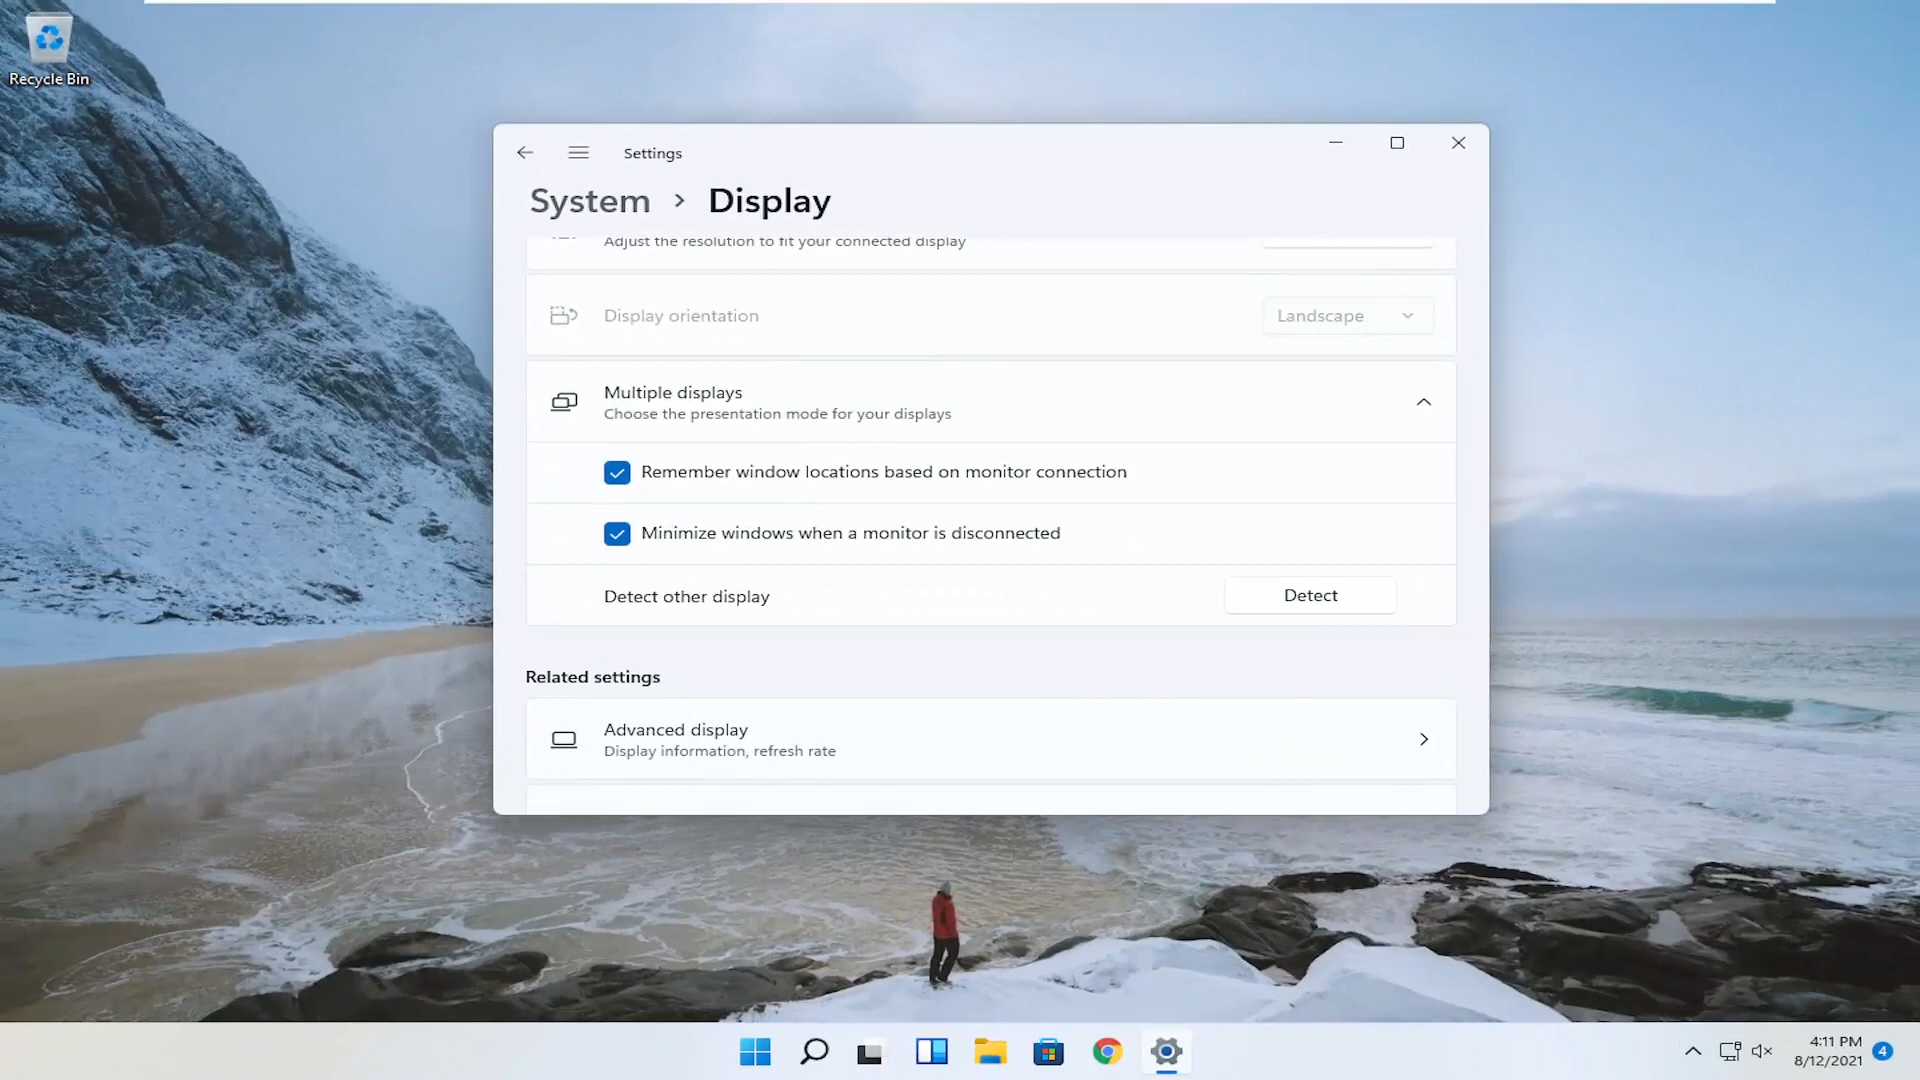 Recycle Bin
Settings
System > Display
Adjust the resolution to fit your connected display
Display orientation
Landscape
Multiple displays
Choose the presentation mode for your displays
Remember window locations based on monitor connection
Minimize windows when a monitor is disconnected
Detect other display
Detect
Related settings
Advanced display
Display information, refresh rate
4:11 PM
8/12/2021
4